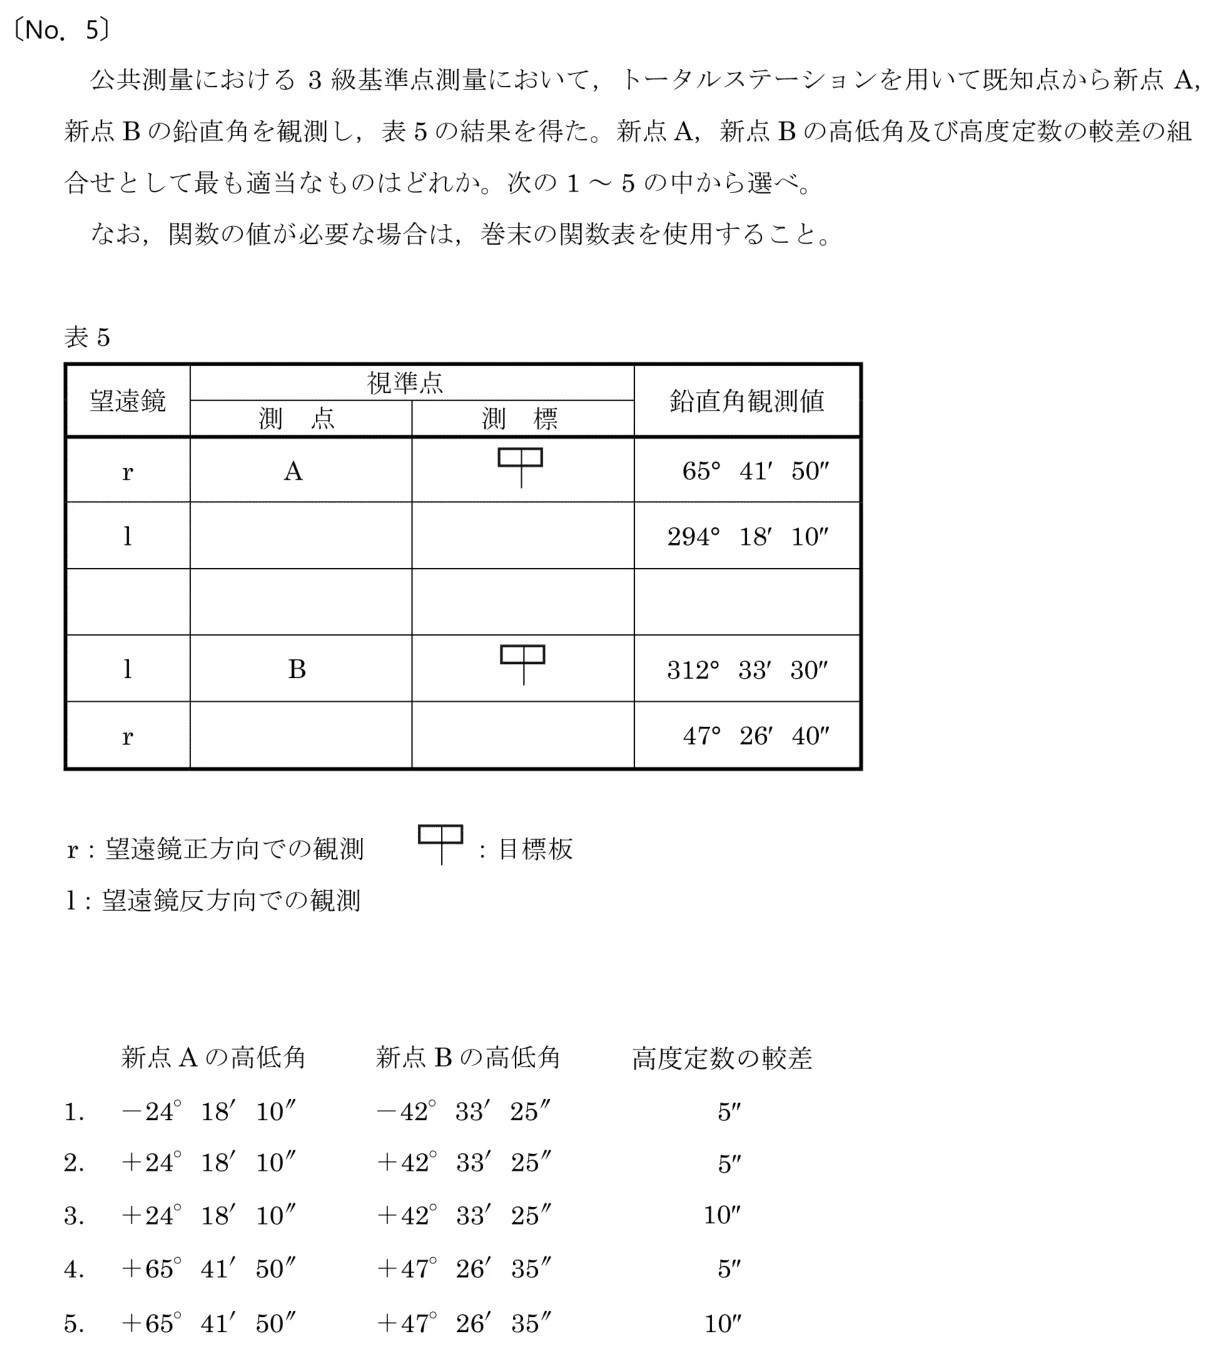 〔No. 5〕
公共測量における 3 級基準点測量において，トータルステーションを用いて既知点から新点 A，
新点 B の鉛直角を観測し，表 5 の結果を得た。新点 A，新点 B の高低角及び高度定数の較差の組
合せとして最も適当なものはどれか。次の 1 ～ 5 の中から選べ。
なお，関数の値が必要な場合は，巻末の関数表を使用すること。
表 5
望遠鏡 視準点 鉛直角観測値
測 点 測 標
r A 65° 41′ 50″
l 294° 18′ 10″
l B 312° 33′ 30″
r 47° 26′ 40″
r : 望遠鏡正方向での観測 : 目標板
l : 望遠鏡反方向での観測
新点 A の高低角 新点 B の高低角 高度定数の較差
1. －24° 18′ 10″ －42° 33′ 25″ 5″
2. ＋24° 18′ 10″ ＋42° 33′ 25″ 5″
3. ＋24° 18′ 10″ ＋42° 33′ 25″ 10″
4. ＋65° 41′ 50″ ＋47° 26′ 35″ 5″
5. ＋65° 41′ 50″ ＋47° 26′ 35″ 10″